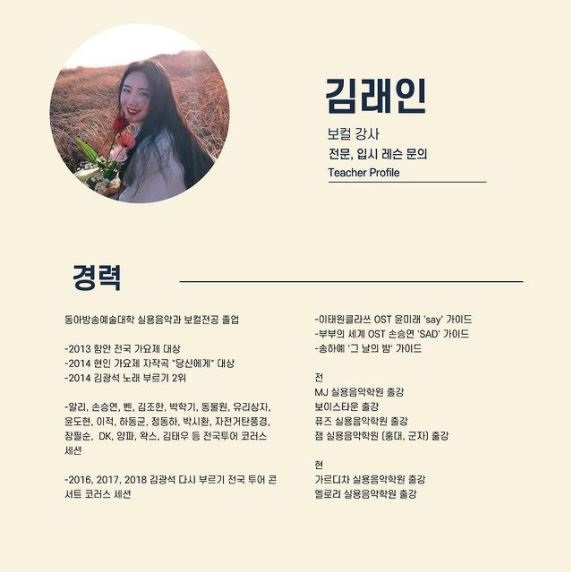 김래인
보컬 강사
전문, 입시 레슨 문의
Teacher Profile
경력
동아방송예술대학 실용음악과 보컬전공 졸업
-2013 함안 전국 가요제 대상
-2014 현인 가요제 자작곡 "당신에게" 대상
-2014 김광석 노래 부르기 2위
-알리, 손승연, 벤, 김조한, 박학기, 동물원, 유리상자,
윤도현, 이적, 하동균, 정동하, 박시환, 자전거탄풍경,
장필순, DK, 양파, 왁스, 김태우 등 전국투어 코러스
세션
-2016, 2017, 2018 김광석 다시 부르기 전국 투어 콘
서트 코러스 세션
-이태원클라쓰 OST 윤미래 'say' 가이드
-부부의 세계 OST 손승연 'SAD' 가이드
-송하예 '그 날의 밤' 가이드
전
MJ 실용음악학원 출강
보이스타운 출강
퓨즈 실용음악학원 출강
잼 실용음악학원 (홍대, 군자) 출강
현
가르디차 실용음악학원 출강
멜로리 실용음악학원 출강